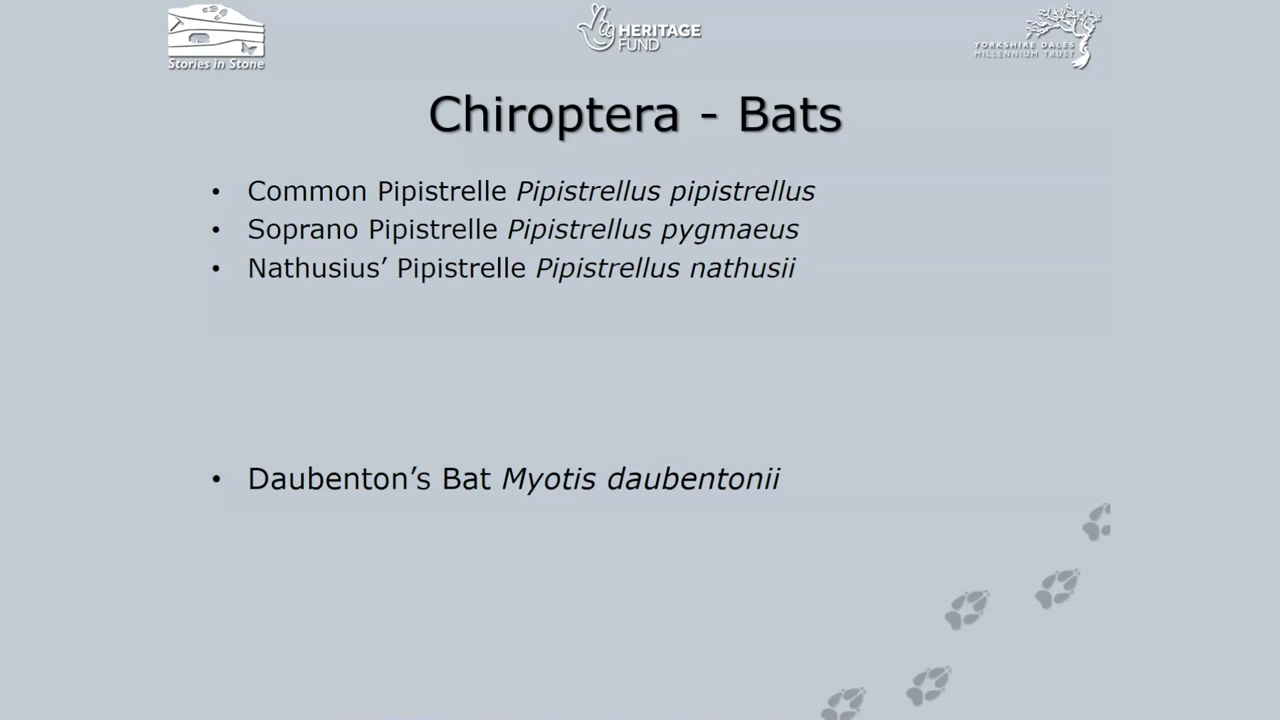 Stories in Stone
HERITAGE
FUND
YORKSHIRE DALES
MILLENNIUM TRUST
Chiroptera - Bats
• Common Pipistrelle Pipistrellus pipistrellus
• Soprano Pipistrelle Pipistrellus pygmaeus
• Nathusius’ Pipistrelle Pipistrellus nathusii
• Daubenton’s Bat Myotis daubentonii